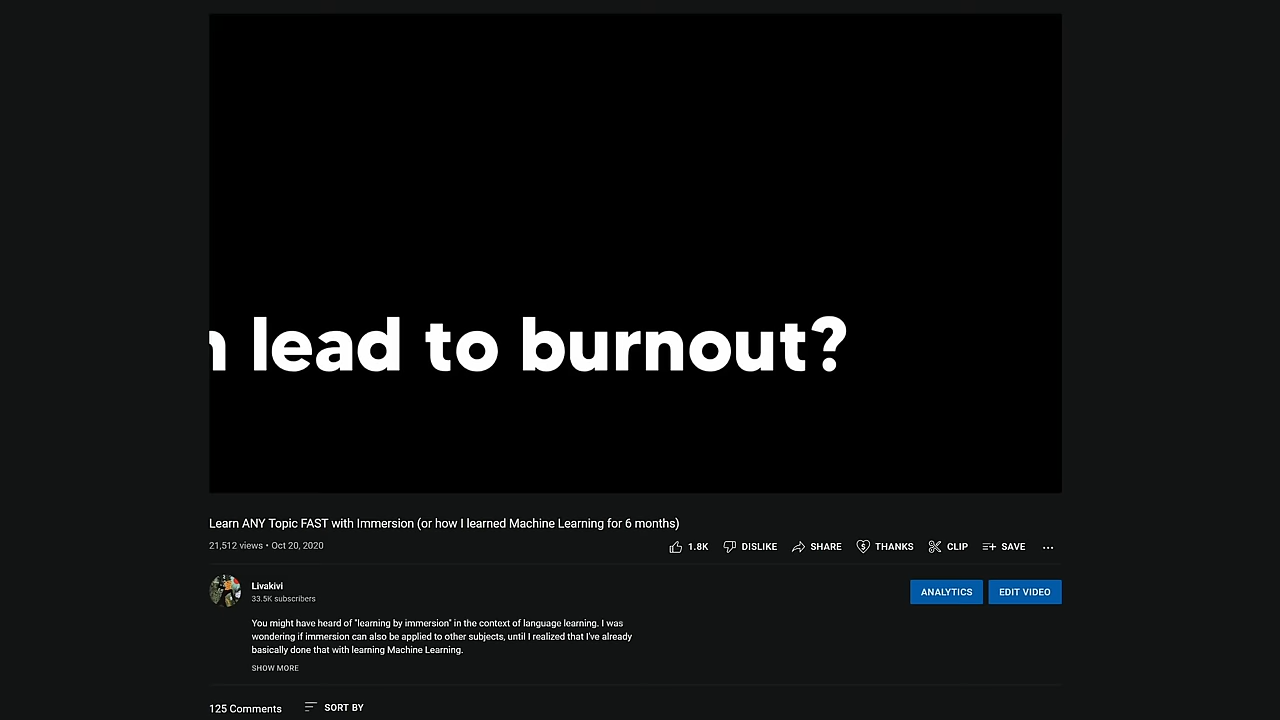 lead to burnout?
Learn ANY Topic FAST with Immersion (or how I learned Machine Learning for 6 months)
21,512 views • Oct 20, 2020
1.8K DISLIKE SHARE THANKS CLIP SAVE ...
Livakivi
33.5K subscribers
ANALYTICS EDIT VIDEO
You might have heard of "learning by immersion" in the context of language learning. I was
wondering if immersion can also be applied to other subjects, until I realized that I've already
basically done that with learning Machine Learning.
SHOW MORE
125 Comments SORT BY